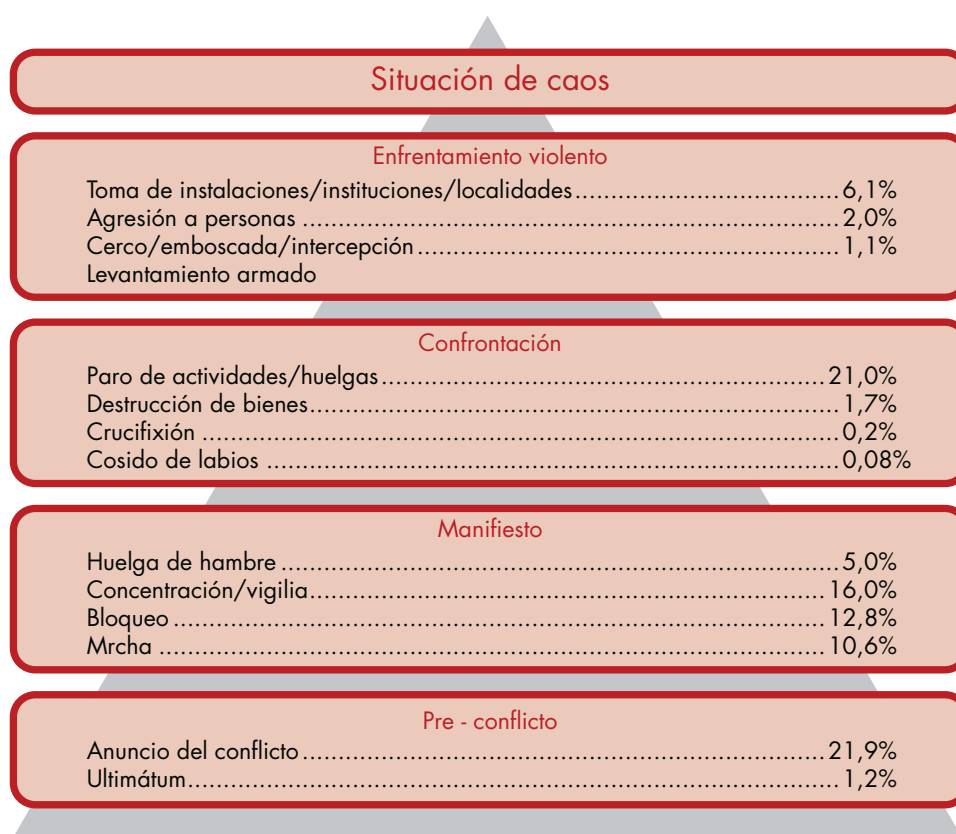 Situación de caos
Enfrentamiento violento
Toma de instalaciones/instituciones/localidades.....................................6,1%
Agresión a personas .........................................................................2,0%
Cerco/emboscada/intercepción..........................................................1,1%
Levantamiento armado
Confrontación
Paro de actividades/huelgas.............................................................21,0%
Destrucción de bienes........................................................................1,7%
Crucifixión .......................................................................................0,2%
Cosido de labios ..............................................................................0,08%
Manifiesto
Huelga de hambre ............................................................................5,0%
Concentración/vigilia.......................................................................16,0%
Bloqueo ..........................................................................................12,8%
Mrcha ............................................................................................10,6%
Pre - conflicto
Anuncio del conflicto ........................................................................21,9%
Ultimátum.........................................................................................1,2%